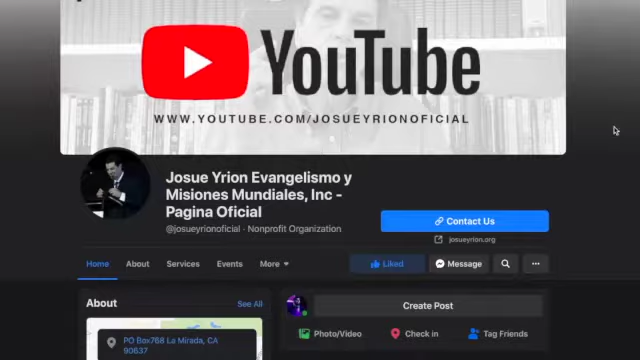 YouTube
WWW.YOUTUBE.COM/JOSUEYRIONOFICIAL
Josue Yrion Evangelismo y
Misiones Mundiales, Inc -
Pagina Oficial
@josueyrionoficial · Nonprofit Organization
Contact Us
josueyrion.org
Home About Services Events More Liked Message ...
About See All
Create Post
PO Box768 La Mirada, CA
90637
Photo/Video Check in Tag Friends